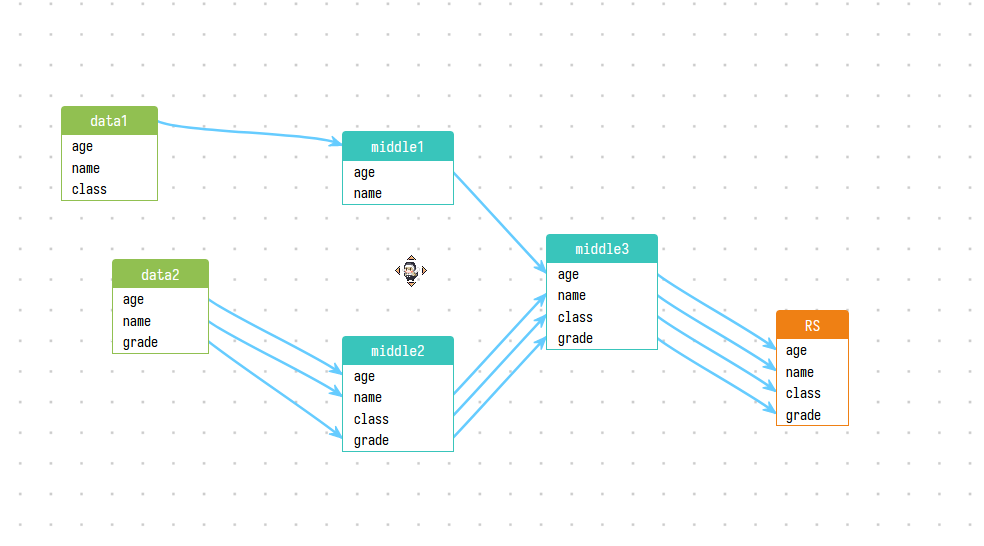 data1
age
name
class
middle1
age
name
data2
age
name
grade
middle2
age
name
class
grade
middle3
age
name
class
grade
RS
age
name
class
grade